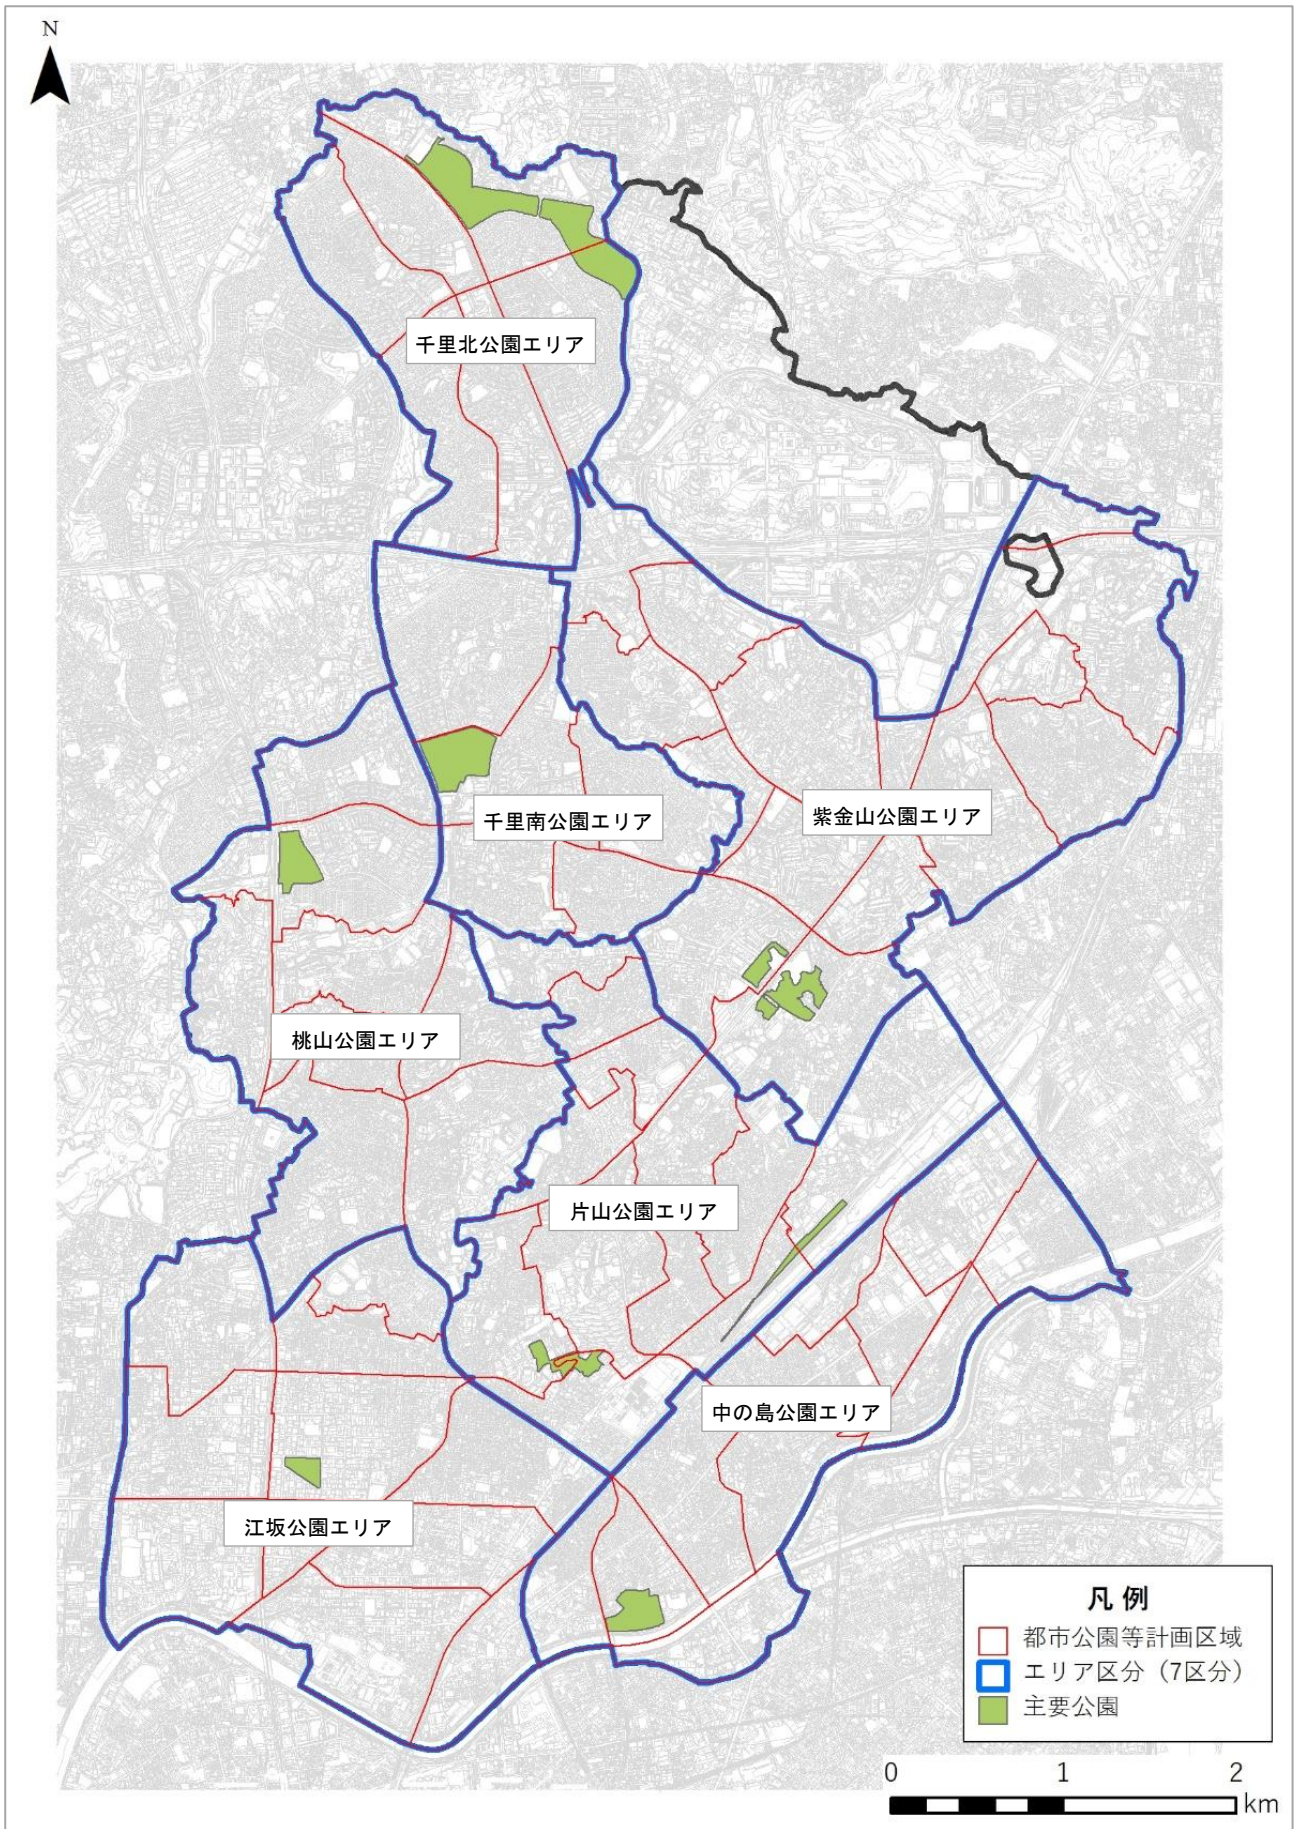 N
千里北公園エリア
千里南公園エリア
紫金山公園エリア
桃山公園エリア
片山公園エリア
中の島公園エリア
江坂公園エリア
凡例
都市公園等計画区域
エリア区分（7区分）
主要公園
0 1 2
km